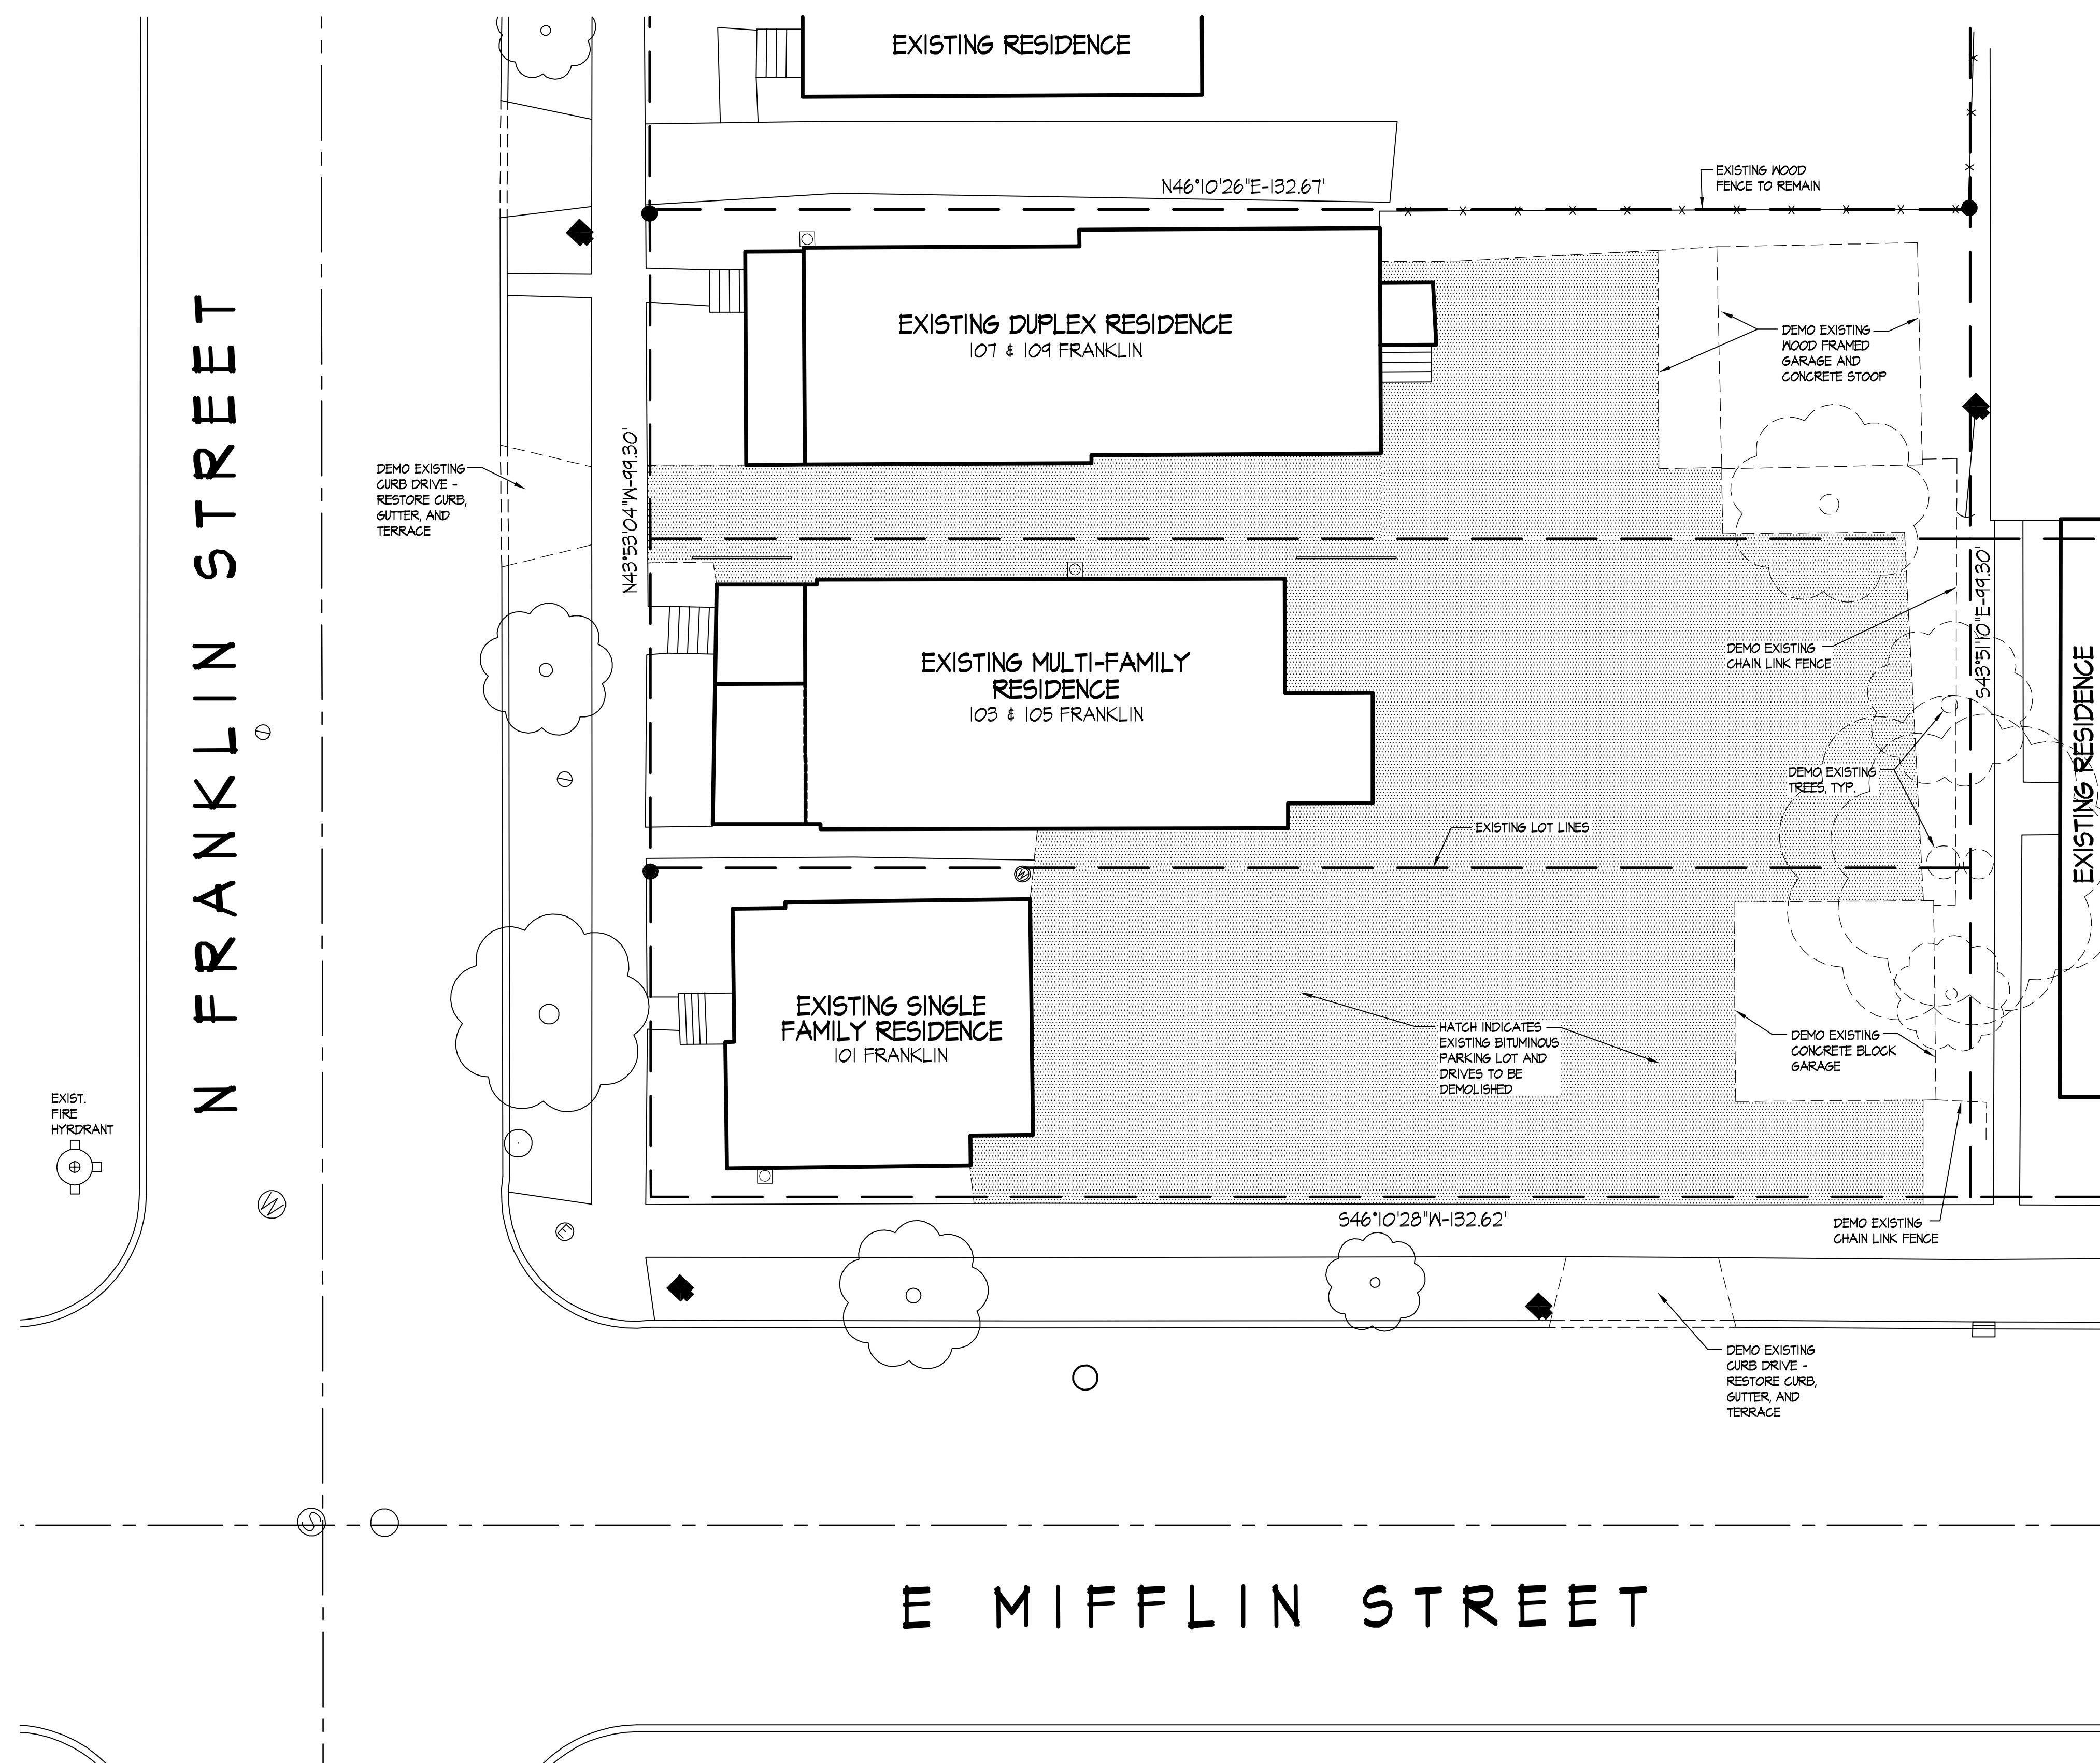 EXISTING RESIDENCE
N46°10'26"E-132.67'
EXISTING WOOD
FENCE TO REMAIN
EXISTING DUPLEX RESIDENCE
107 & 109 FRANKLIN
DEMO EXISTING
WOOD FRAMED
GARAGE AND
CONCRETE STOOP
N FRANKLIN STREET
DEMO EXISTING
CURB DRIVE -
RESTORE CURB,
GUTTER, AND
TERRACE
N43°53'04"W-99.30'
S43°51'10"E-99.30'
EXISTING MULTI-FAMILY
RESIDENCE
103 & 105 FRANKLIN
DEMO EXISTING
CHAIN LINK FENCE
EXISTING RESIDENCE
DEMO EXISTING
TREES, TYP.
EXISTING LOT LINES
W
EXISTING SINGLE
FAMILY RESIDENCE
101 FRANKLIN
HATCH INDICATES
EXISTING BITUMINOUS
PARKING LOT AND
DRIVES TO BE
DEMOLISHED
DEMO EXISTING
CONCRETE BLOCK
GARAGE
EXIST.
FIRE
HYRDRANT
W
E
S46°10'28"W-132.62'
DEMO EXISTING
CHAIN LINK FENCE
DEMO EXISTING
CURB DRIVE -
RESTORE CURB,
GUTTER, AND
TERRACE
S
E MIFFLIN STREET